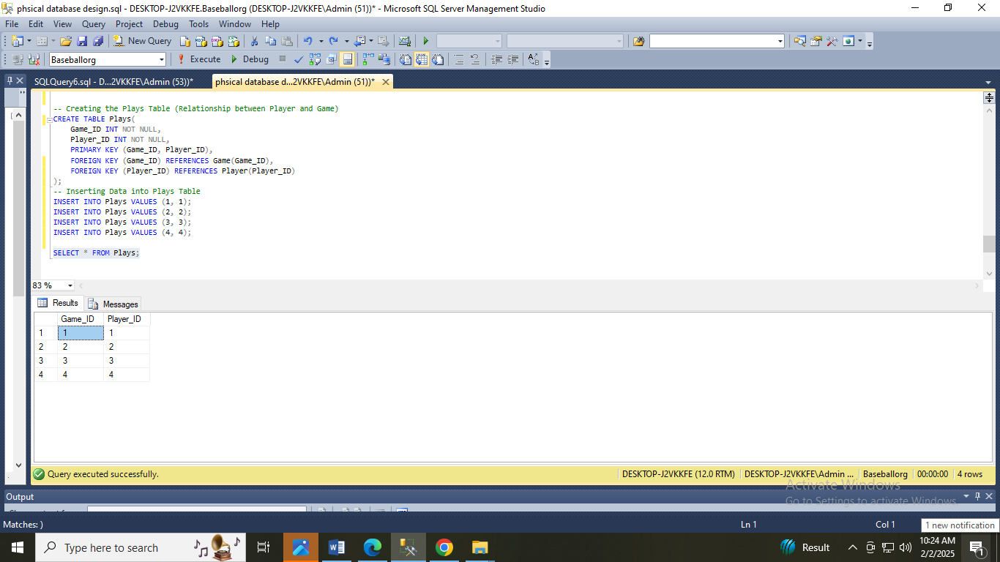 phsical database design.sql - DESKTOP-J2VKKFE.Baseballorg (DESKTOP-J2VKKFE\Admin (51))* - Microsoft SQL Server Management Studio
File Edit View Query Project Debug Tools Window Help
New Query
Baseballorg Execute Debug
SQLQuery6.sql - D...2VKKFE\Admin (53))* phsical database d...2VKKFE\Admin (51))*
-- Creating the Plays Table (Relationship between Player and Game)
CREATE TABLE Plays(
Game_ID INT NOT NULL,
Player_ID INT NOT NULL,
PRIMARY KEY (Game_ID, Player_ID),
FOREIGN KEY (Game_ID) REFERENCES Game(Game_ID),
FOREIGN KEY (Player_ID) REFERENCES Player(Player_ID)
);
-- Inserting Data into Plays Table
INSERT INTO Plays VALUES (1, 1);
INSERT INTO Plays VALUES (2, 2);
INSERT INTO Plays VALUES (3, 3);
INSERT INTO Plays VALUES (4, 4);
SELECT * FROM Plays;
83 %
Results Messages
Game_ID Player_ID
1 1 1
2 2 2
3 3 3
4 4 4
Query executed successfully. DESKTOP-J2VKKFE (12.0 RTM) DESKTOP-J2VKKFE\Admin ... Baseballorg 00:00:00 4 rows
Activate Windows
Go to Settings to activate Windows.
Output
Matches: ) Ln 1 Col 1
1 new notification
Type here to search Result 10:24 AM
2/2/2025 1